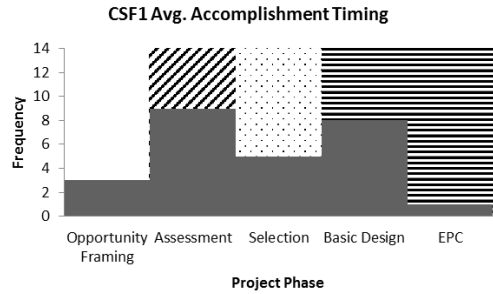 CSF1 Avg. Accomplishment Timing
14
12
10
8
6
4
2
0
Frequency
Opportunity Framing
Assessment
Selection
Basic Design
EPC
Project Phase